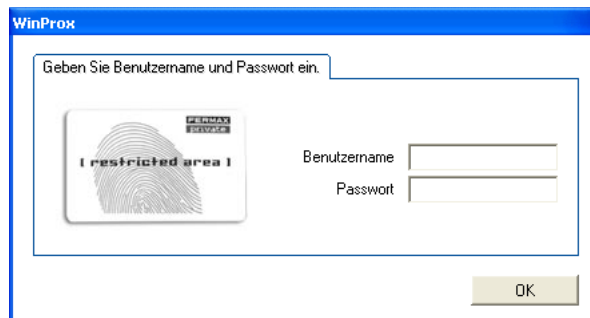 WinProx
Geben Sie Benutzername und Passwort ein.
FERMAX
private
[ restricted area ]
Benutzername
Passwort
OK